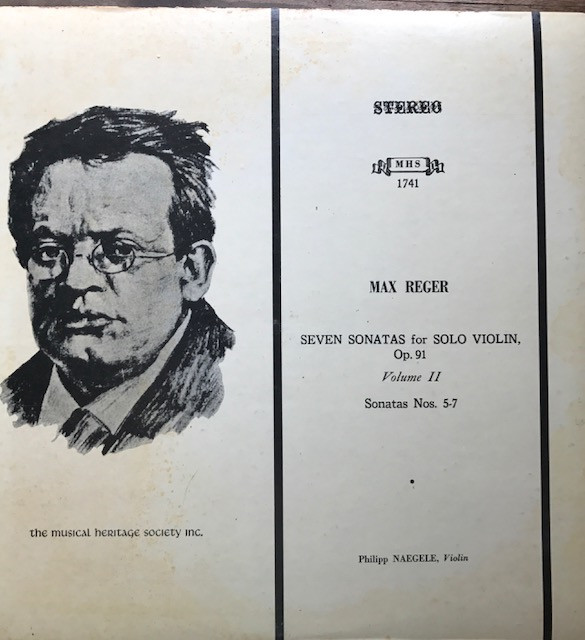 STEREO
MHS
1741
MAX REGER
SEVEN SONATAS for SOLO VIOLIN,
Op. 91
Volume II
Sonatas Nos. 5-7
the musical heritage society inc.
Philipp NAEGELE, Violin